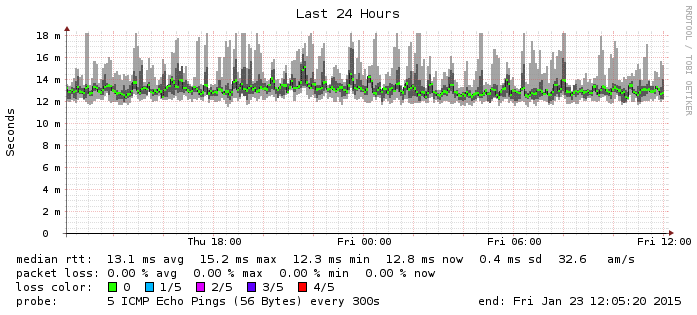 Last 24 Hours
RRDTOOL / TOBI OETIKER
Seconds
18 m
16 m
14 m
12 m
10 m
8 m
6 m
4 m
2 m
0
Thu 18:00 Fri 00:00 Fri 06:00 Fri 12:00
median rtt: 13.1 ms avg 15.2 ms max 12.3 ms min 12.8 ms now 0.4 ms sd 32.6 am/s
packet loss: 0.00 % avg 0.00 % max 0.00 % min 0.00 % now
loss color: 0 1/5 2/5 3/5 4/5
probe: 5 ICMP Echo Pings (56 Bytes) every 300s end: Fri Jan 23 12:05:20 2015